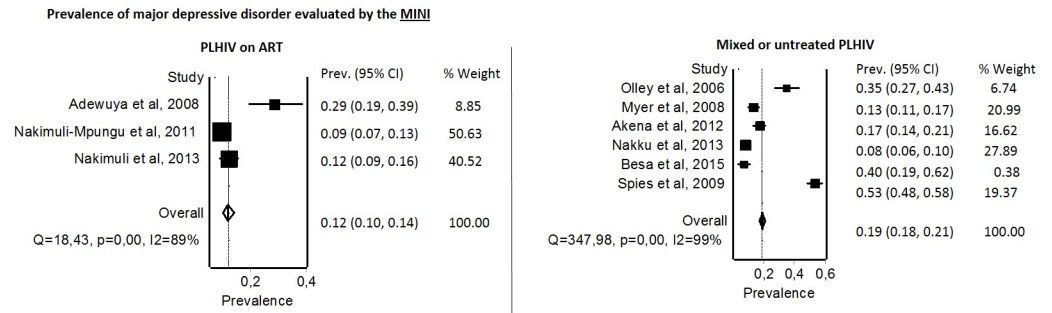 Prevalence of major depressive disorder evaluated by the MINI
PLHIV on ART
Study Prev. (95% CI) % Weight
Adewuya et al, 2008 0.29 (0.19, 0.39) 8.85
Nakimuli-Mpungu et al, 2011 0.09 (0.07, 0.13) 50.63
Nakimuli et al, 2013 0.12 (0.09, 0.16) 40.52
Overall 0.12 (0.10, 0.14) 100.00
Q=18,43, p=0,00, I2=89%
0,2 0,4
Prevalence
Mixed or untreated PLHIV
Study Prev. (95% CI) % Weight
Olley et al, 2006 0.35 (0.27, 0.43) 6.74
Myer et al, 2008 0.13 (0.11, 0.17) 20.99
Akena et al, 2012 0.17 (0.14, 0.21) 16.62
Nakku et al, 2013 0.08 (0.06, 0.10) 27.89
Besa et al, 2015 0.40 (0.19, 0.62) 0.38
Spies et al, 2009 0.53 (0.48, 0.58) 19.37
Overall 0.19 (0.18, 0.21) 100.00
Q=347,98, p=0,00, I2=99%
0,2 0,4 0,6
Prevalence